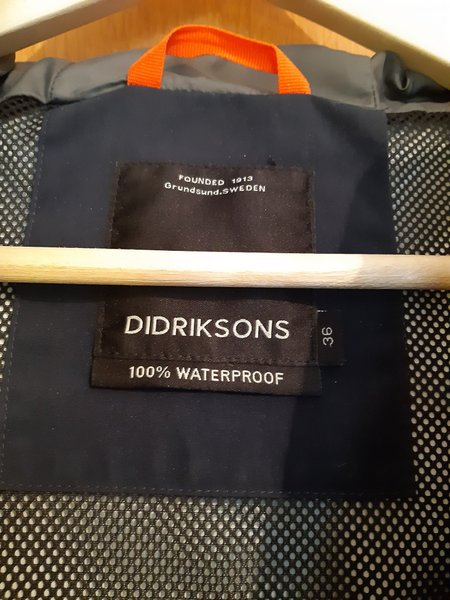 FOUNDED 1913
Grundsund.SWEDEN
DIDRIKSONS
36
100% WATERPROOF